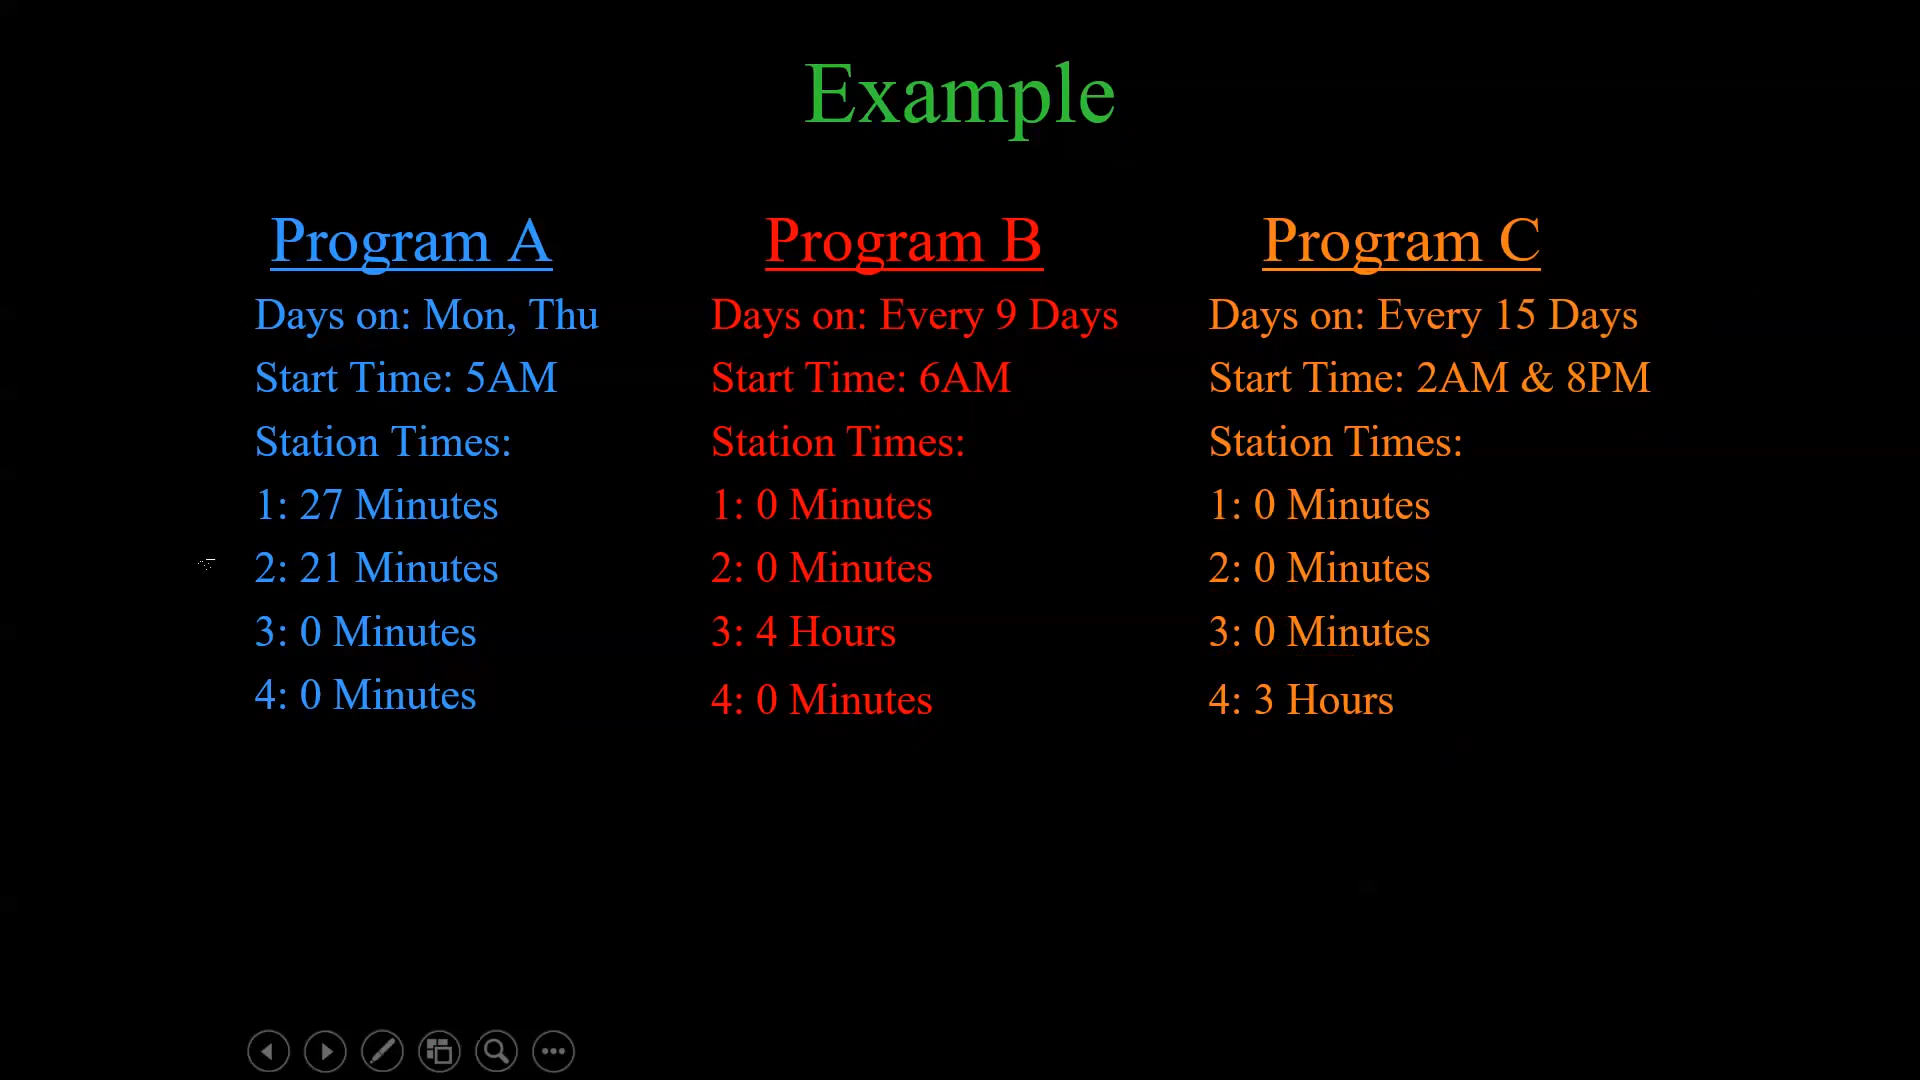 Example
Program A
Days on: Mon, Thu
Start Time: 5AM
Station Times:
1: 27 Minutes
2: 21 Minutes
3: 0 Minutes
4: 0 Minutes
Program B
Days on: Every 9 Days
Start Time: 6AM
Station Times:
1: 0 Minutes
2: 0 Minutes
3: 4 Hours
4: 0 Minutes
Program C
Days on: Every 15 Days
Start Time: 2AM & 8PM
Station Times:
1: 0 Minutes
2: 0 Minutes
3: 0 Minutes
4: 3 Hours